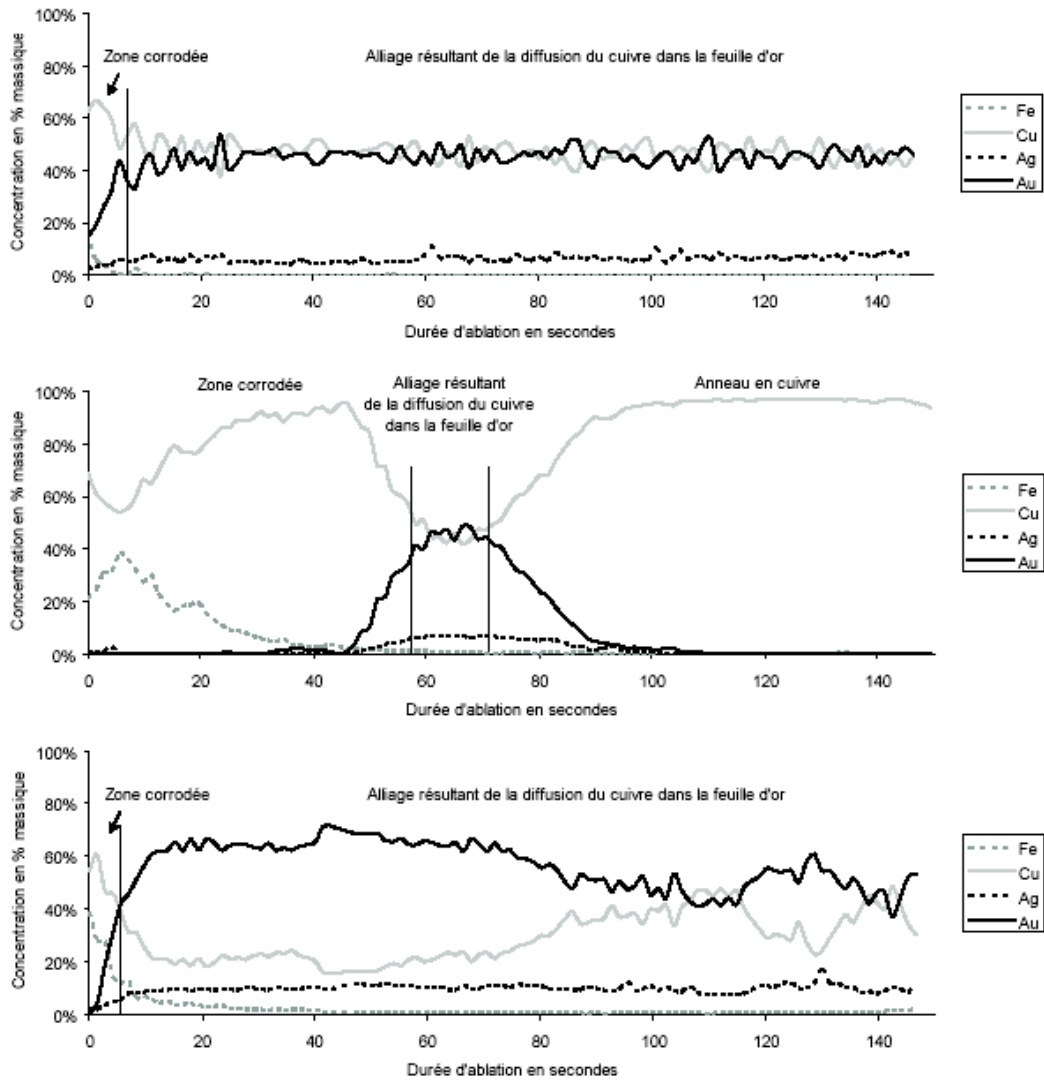 Concentration en % massique
100%
80%
60%
40%
20%
0%
Zone corrodée
Alliage résultant de la diffusion du cuivre dans la feuille d'or
Fe
Cu
Ag
Au
0 20 40 60 80 100 120 140
Durée d'ablation en secondes
Concentration en % massique
100%
80%
60%
40%
20%
0%
Zone corrodée
Alliage résultant
de la diffusion du cuivre
dans la feuille d'or
Anneau en cuivre
Fe
Cu
Ag
Au
0 20 40 60 80 100 120 140
Durée d'ablation en secondes
Concentration en % massique
100%
80%
60%
40%
20%
0%
Zone corrodée
Alliage résultant de la diffusion du cuivre dans la feuille d'or
Fe
Cu
Ag
Au
0 20 40 60 80 100 120 140
Durée d'ablation en secondes